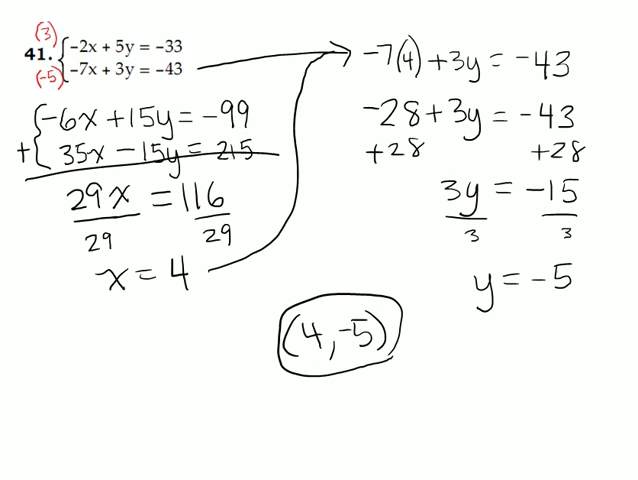 (3)
41. { -2x + 5y = -33
(-5) { -7x + 3y = -43
{ -6x + 15y = -99
+ { 35x - 15y = 215
29x = 116
29 29
x = 4
-7(4) + 3y = -43
-28 + 3y = -43
+28 +28
3y = -15
3 3
y = -5
(4, -5)